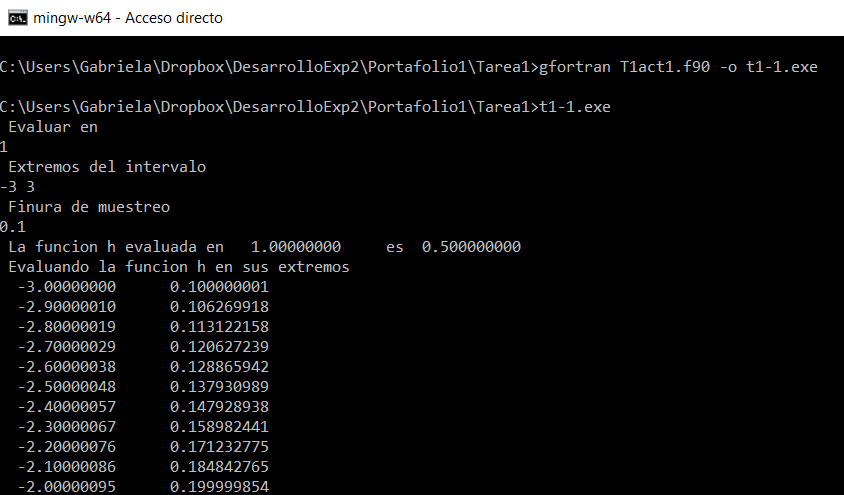 mingw-w64 - Acceso directo
C:\Users\Gabriela\Dropbox\DesarrolloExp2\Portafolio1\Tarea1>gfortran T1act1.f90 -o t1-1.exe
C:\Users\Gabriela\Dropbox\DesarrolloExp2\Portafolio1\Tarea1>t1-1.exe
Evaluar en
1
Extremos del intervalo
-3 3
Finura de muestreo
0.1
La funcion h evaluada en   1.00000000     es  0.500000000
Evaluando la funcion h en sus extremos
-3.00000000      0.100000001
-2.90000010      0.106269918
-2.80000019      0.113122158
-2.70000029      0.120627239
-2.60000038      0.128865942
-2.50000048      0.137930989
-2.40000057      0.147928938
-2.30000067      0.158982441
-2.20000076      0.171232775
-2.10000086      0.184842765
-2.00000095      0.199999854